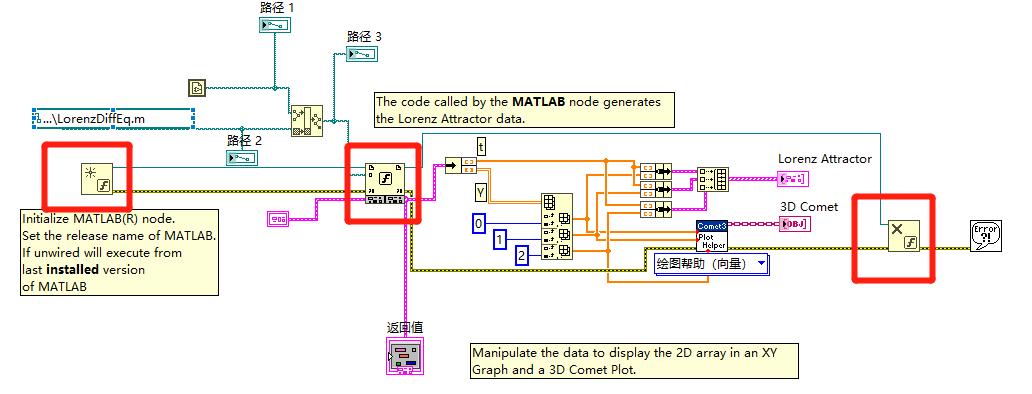 路径 1
路径 3
...\LorenzDiffEq.m
路径 2
The code called by the MATLAB node generates
the Lorenz Attractor data.
t
Y
0
1
2
Lorenz Attractor
3D Comet
OBJ
Comet3
Plot
Helper
绘图帮助（向量）
Error
?!
Initialize MATLAB(R) node.
Set the release name of MATLAB.
If unwired will execute from
last installed version
of MATLAB
返回值
Manipulate the data to display the 2D array in an XY
Graph and a 3D Comet Plot.